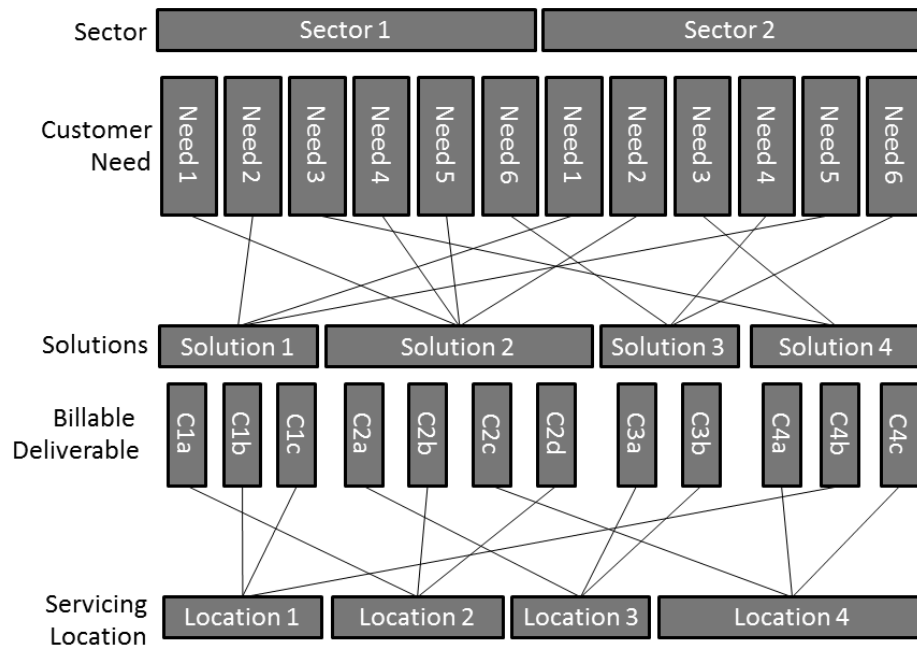 Sector
Sector 1
Sector 2
Customer
Need
Need 1
Need 2
Need 3
Need 4
Need 5
Need 6
Need 1
Need 2
Need 3
Need 4
Need 5
Need 6
Solutions
Solution 1
Solution 2
Solution 3
Solution 4
Billable
Deliverable
C1a
C1b
C1c
C2a
C2b
C2c
C2d
C3a
C3b
C4a
C4b
C4c
Servicing
Location
Location 1
Location 2
Location 3
Location 4